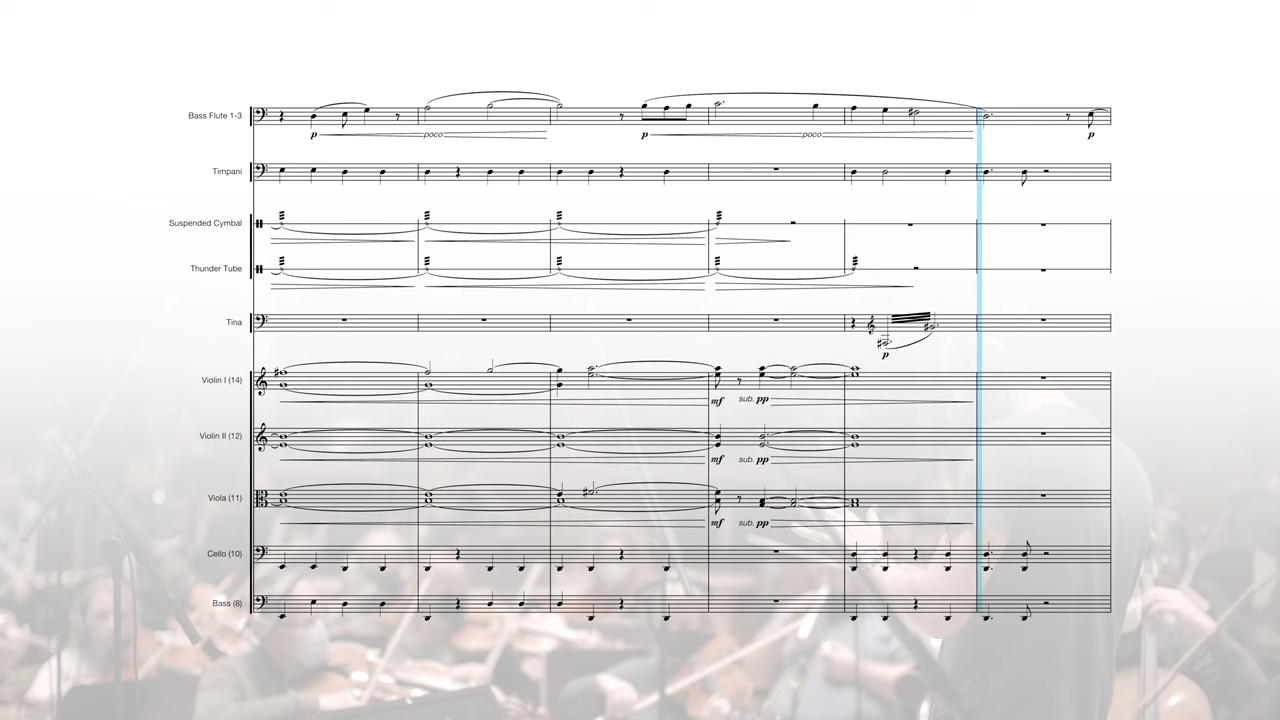 Bass Flute 1-3
p poco p poco p
Timpani
Suspended Cymbal
Thunder Tube
Tina
p
Violin I (14)
mf sub. pp
Violin II (12)
mf sub. pp
Viola (11)
mf sub. pp
Cello (10)
Bass (8)